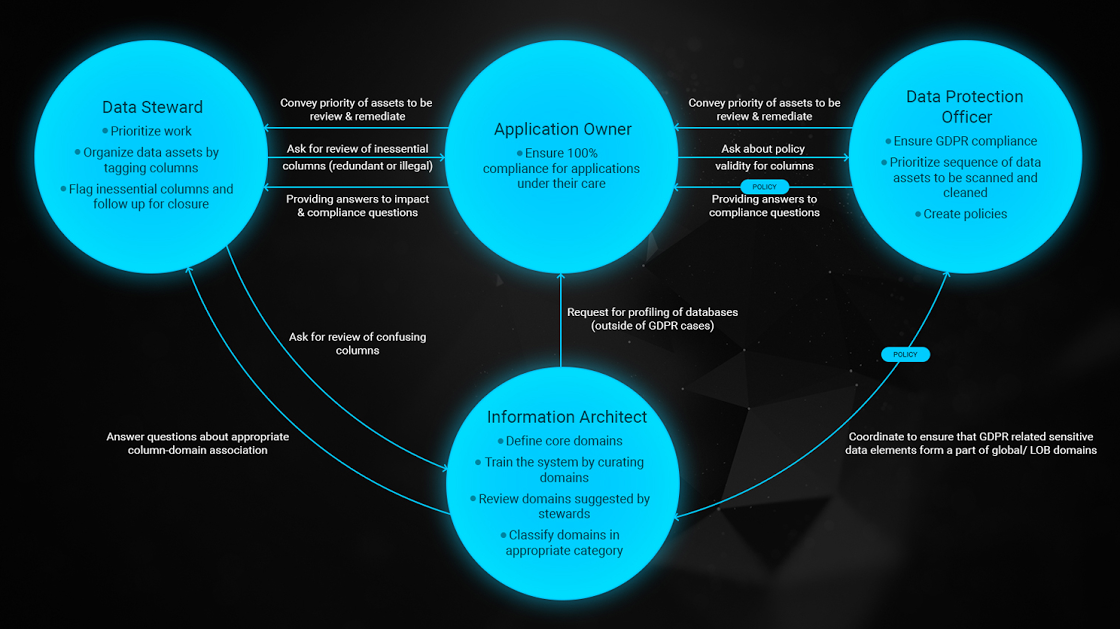 Data Steward
Prioritize work
Organize data assets by
tagging columns
Flag inessential columns and
follow up for closure
Convey priority of assets to be
review & remediate
Ask for review of inessential
columns (redundant or illegal)
Providing answers to impact
& compliance questions
Application Owner
Ensure 100%
compliance for applications
under their care
Convey priority of assets to be
review & remediate
Ask about policy
validity for columns
POLICY
Providing answers to
compliance questions
Data Protection
Officer
Ensure GDPR compliance
Prioritize sequence of data
assets to be scanned and
cleaned
Create policies
Request for profiling of databases
(outside of GDPR cases)
Ask for review of confusing
columns
POLICY
Answer questions about appropriate
column-domain association
Information Architect
Define core domains
Train the system by curating
domains
Review domains suggested by
stewards
Classify domains in
appropriate category
Coordinate to ensure that GDPR related sensitive
data elements form a part of global/ LOB domains